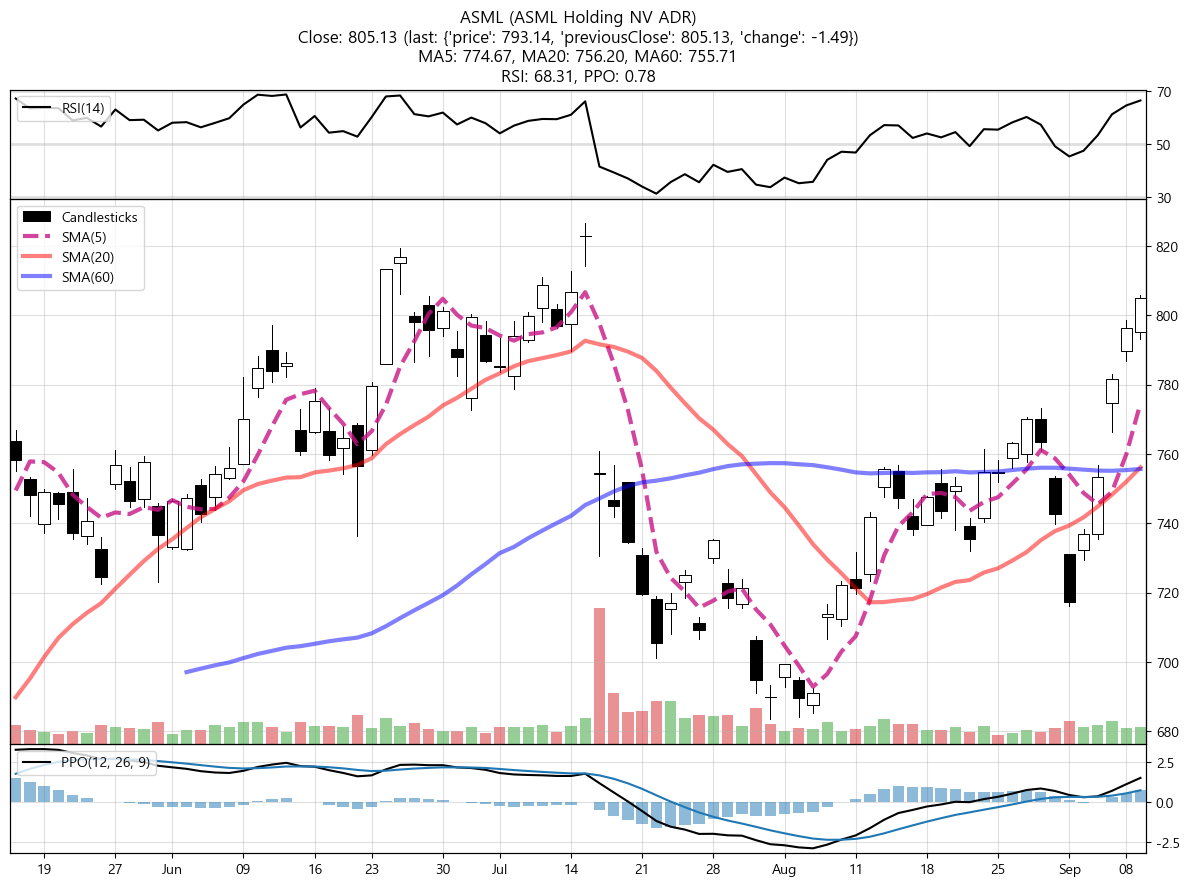 ASML (ASML Holding NV ADR)
Close: 805.13 (last: {'price': 793.14, 'previousClose': 805.13, 'change': -1.49})
MA5: 774.67, MA20: 756.20, MA60: 755.71
RSI: 68.31, PPO: 0.78
RSI(14)
70
50
30
Candlesticks
SMA(5)
SMA(20)
SMA(60)
820
800
780
760
740
720
700
680
PPO(12, 26, 9)
2.5
0.0
−2.5
19 27 Jun 09 16 23 30 Jul 14 21 28 Aug 11 18 25 Sep 08